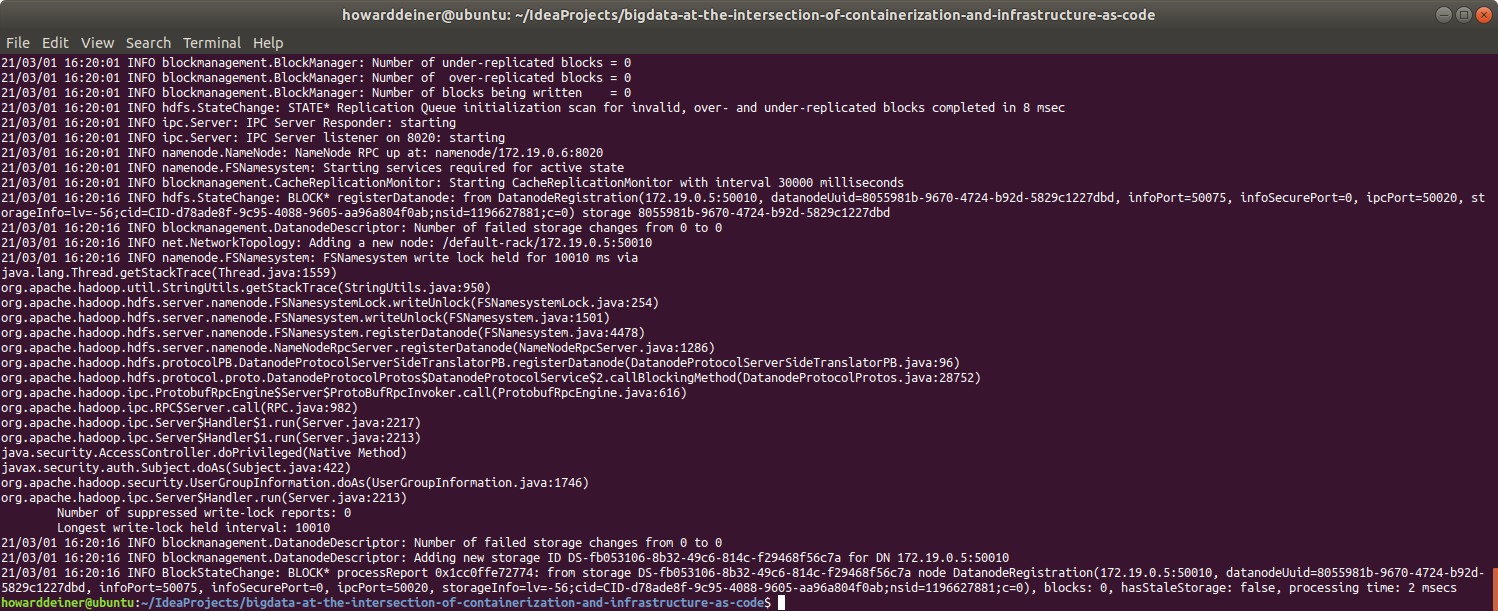 howarddeiner@ubuntu: ~/IdeaProjects/bigdata-at-the-intersection-of-containerization-and-infrastructure-as-code
File Edit View Search Terminal Help
21/03/01 16:20:01 INFO blockmanagement.BlockManager: Number of under-replicated blocks = 0
21/03/01 16:20:01 INFO blockmanagement.BlockManager: Number of  over-replicated blocks = 0
21/03/01 16:20:01 INFO blockmanagement.BlockManager: Number of blocks being written    = 0
21/03/01 16:20:01 INFO hdfs.StateChange: STATE* Replication Queue initialization scan for invalid, over- and under-replicated blocks completed in 8 msec
21/03/01 16:20:01 INFO ipc.Server: IPC Server Responder: starting
21/03/01 16:20:01 INFO ipc.Server: IPC Server listener on 8020: starting
21/03/01 16:20:01 INFO namenode.NameNode: NameNode RPC up at: namenode/172.19.0.6:8020
21/03/01 16:20:01 INFO namenode.FSNamesystem: Starting services required for active state
21/03/01 16:20:01 INFO blockmanagement.CacheReplicationMonitor: Starting CacheReplicationMonitor with interval 30000 milliseconds
21/03/01 16:20:16 INFO hdfs.StateChange: BLOCK* registerDatanode: from DatanodeRegistration(172.19.0.5:50010, datanodeUuid=8055981b-9670-4724-b92d-5829c1227dbd, infoPort=50075, infoSecurePort=0, ipcPort=50020, st
orageInfo=lv=-56;cid=CID-d78ade8f-9c95-4088-9605-aa96a804f0ab;nsid=1196627881;c=0) storage 8055981b-9670-4724-b92d-5829c1227dbd
21/03/01 16:20:16 INFO blockmanagement.DatanodeDescriptor: Number of failed storage changes from 0 to 0
21/03/01 16:20:16 INFO net.NetworkTopology: Adding a new node: /default-rack/172.19.0.5:50010
21/03/01 16:20:16 INFO namenode.FSNamesystem: FSNamesystem write lock held for 10010 ms via
java.lang.Thread.getStackTrace(Thread.java:1559)
org.apache.hadoop.util.StringUtils.getStackTrace(StringUtils.java:950)
org.apache.hadoop.hdfs.server.namenode.FSNamesystemLock.writeUnlock(FSNamesystemLock.java:254)
org.apache.hadoop.hdfs.server.namenode.FSNamesystem.writeUnlock(FSNamesystem.java:1501)
org.apache.hadoop.hdfs.server.namenode.FSNamesystem.registerDatanode(FSNamesystem.java:4478)
org.apache.hadoop.hdfs.server.namenode.NameNodeRpcServer.registerDatanode(NameNodeRpcServer.java:1286)
org.apache.hadoop.hdfs.protocolPB.DatanodeProtocolServerSideTranslatorPB.registerDatanode(DatanodeProtocolServerSideTranslatorPB.java:96)
org.apache.hadoop.hdfs.protocol.proto.DatanodeProtocolProtos$DatanodeProtocolService$2.callBlockingMethod(DatanodeProtocolProtos.java:28752)
org.apache.hadoop.ipc.ProtobufRpcEngine$Server$ProtoBufRpcInvoker.call(ProtobufRpcEngine.java:616)
org.apache.hadoop.ipc.RPC$Server.call(RPC.java:982)
org.apache.hadoop.ipc.Server$Handler$1.run(Server.java:2217)
org.apache.hadoop.ipc.Server$Handler$1.run(Server.java:2213)
java.security.AccessController.doPrivileged(Native Method)
javax.security.auth.Subject.doAs(Subject.java:422)
org.apache.hadoop.security.UserGroupInformation.doAs(UserGroupInformation.java:1746)
org.apache.hadoop.ipc.Server$Handler.run(Server.java:2213)
        Number of suppressed write-lock reports: 0
        Longest write-lock held interval: 10010
21/03/01 16:20:16 INFO blockmanagement.DatanodeDescriptor: Number of failed storage changes from 0 to 0
21/03/01 16:20:16 INFO blockmanagement.DatanodeDescriptor: Adding new storage ID DS-fb053106-8b32-49c6-814c-f29468f56c7a for DN 172.19.0.5:50010
21/03/01 16:20:16 INFO BlockStateChange: BLOCK* processReport 0x1cc0ffe72774: from storage DS-fb053106-8b32-49c6-814c-f29468f56c7a node DatanodeRegistration(172.19.0.5:50010, datanodeUuid=8055981b-9670-4724-b92d-
5829c1227dbd, infoPort=50075, infoSecurePort=0, ipcPort=50020, storageInfo=lv=-56;cid=CID-d78ade8f-9c95-4088-9605-aa96a804f0ab;nsid=1196627881;c=0), blocks: 0, hasStaleStorage: false, processing time: 2 msecs
howarddeiner@ubuntu:~/IdeaProjects/bigdata-at-the-intersection-of-containerization-and-infrastructure-as-code$